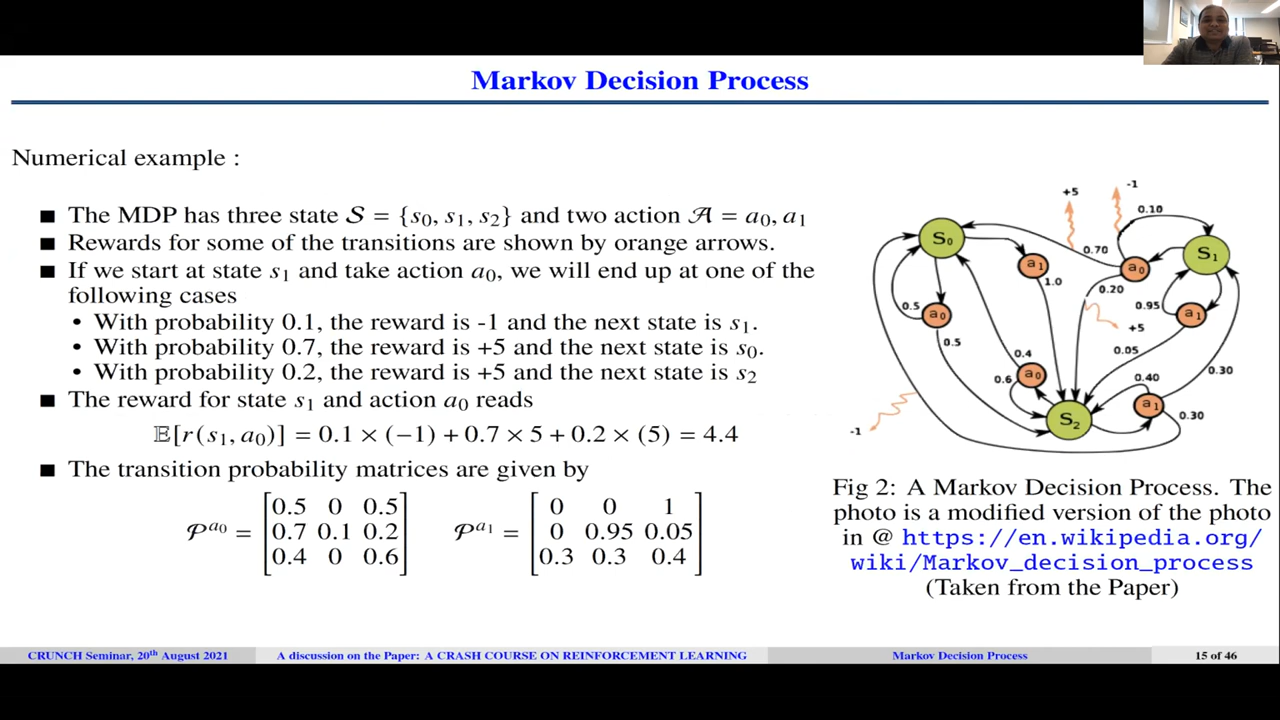 Markov Decision Process
Numerical example :
■ The MDP has three state 𝒮 = {s₀, s₁, s₂} and two action 𝒜 = a₀, a₁
■ Rewards for some of the transitions are shown by orange arrows.
■ If we start at state s₁ and take action a₀, we will end up at one of the
following cases
• With probability 0.1, the reward is -1 and the next state is s₁.
• With probability 0.7, the reward is +5 and the next state is s₀.
• With probability 0.2, the reward is +5 and the next state is s₂
■ The reward for state s₁ and action a₀ reads
𝔼[r(s₁, a₀)] = 0.1 × (−1) + 0.7 × 5 + 0.2 × (5) = 4.4
■ The transition probability matrices are given by
𝒫^a₀ = [0.5 0 0.5
0.7 0.1 0.2
0.4 0 0.6]
𝒫^a₁ = [0 0 1
0 0.95 0.05
0.3 0.3 0.4]
+5
-1
0.10
S₀
0.70
S₁
a₁
a₀
1.0
0.20
0.5
a₀
0.95
a₁
+5
0.5
0.05
0.4
a₀
0.6
0.40
0.30
a₁
0.30
S₂
-1
Fig 2: A Markov Decision Process. The
photo is a modified version of the photo
in @ https://en.wikipedia.org/
wiki/Markov_decision_process
(Taken from the Paper)
CRUNCH Seminar, 20th August 2021
A discussion on the Paper: A CRASH COURSE ON REINFORCEMENT LEARNING
Markov Decision Process
15 of 46